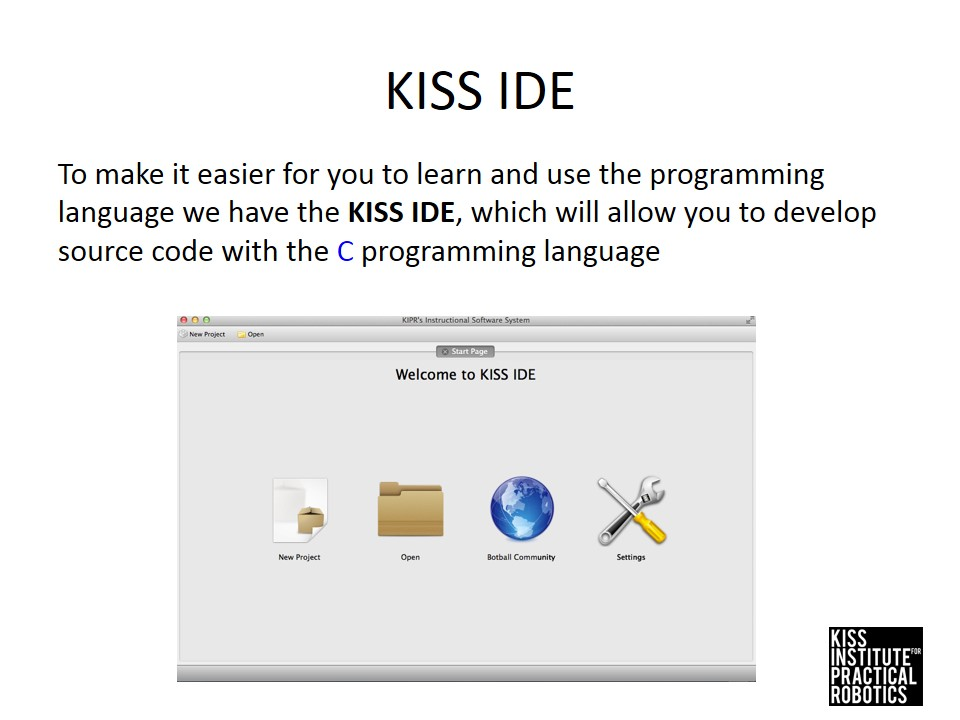 KISS IDE
To make it easier for you to learn and use the programming
language we have the KISS IDE, which will allow you to develop
source code with the C programming language
KIPR's Instructional Software System
New Project Open
Start Page
Welcome to KISS IDE
New Project Open Botball Community Settings
KISS
INSTITUTE FOR
PRACTICAL
ROBOTICS